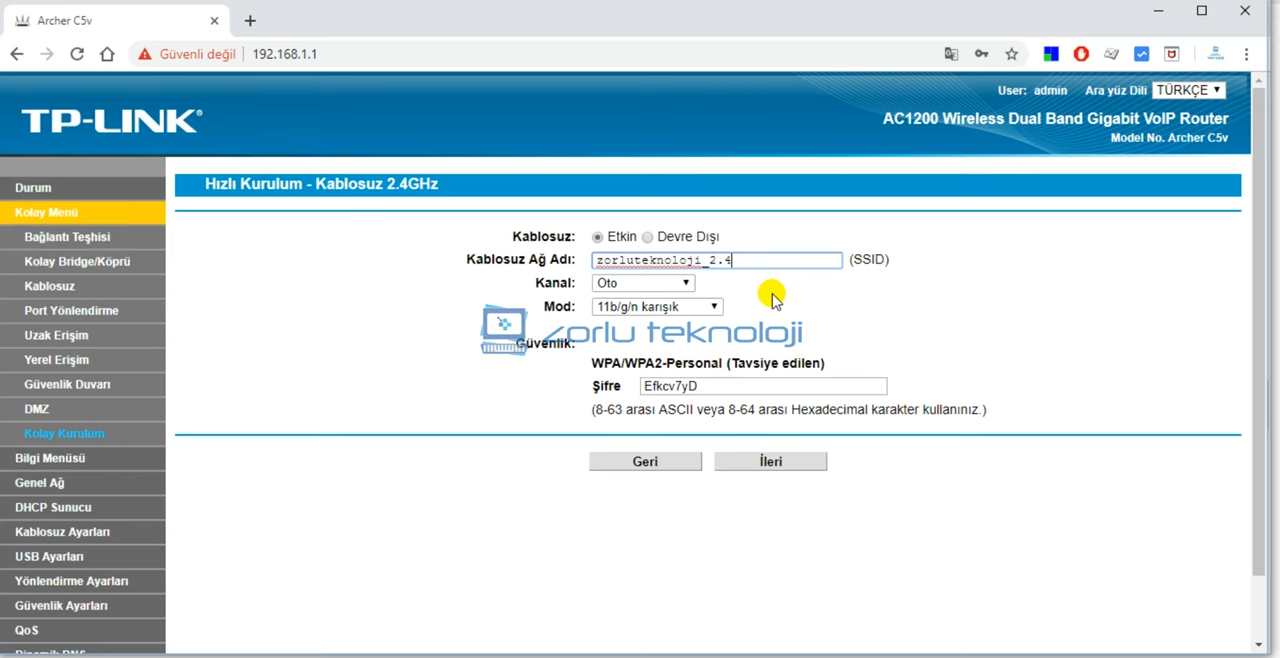 Archer C5v
Güvenli değil 192.168.1.1
User: admin Ara yüz Dili TÜRKÇE
TP-LINK®
AC1200 Wireless Dual Band Gigabit VoIP Router
Model No. Archer C5v
Durum
Kolay Menü
Bağlantı Teşhisi
Kolay Bridge/Köprü
Kablosuz
Port Yönlendirme
Uzak Erişim
Yerel Erişim
Güvenlik Duvarı
DMZ
Kolay Kurulum
Bilgi Menüsü
Genel Ağ
DHCP Sunucu
Kablosuz Ayarları
USB Ayarları
Yönlendirme Ayarları
Güvenlik Ayarları
QoS
Dinamik DNS
Hızlı Kurulum - Kablosuz 2.4GHz
Kablosuz: Etkin Devre Dışı
Kablosuz Ağ Adı: zorluteknoloji_2.4 (SSID)
Kanal: Oto
Mod: 11b/g/n karışık
zorlu teknoloji
Güvenlik:
WPA/WPA2-Personal (Tavsiye edilen)
Şifre Efkcv7yD
(8-63 arası ASCII veya 8-64 arası Hexadecimal karakter kullanınız.)
Geri İleri